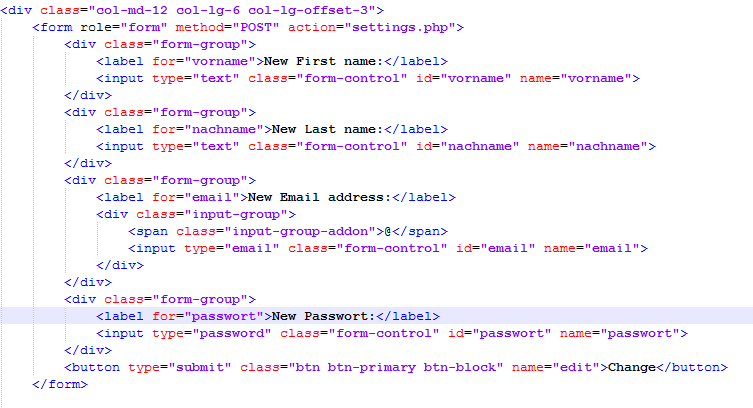 <div class="col-md-12 col-lg-6 col-lg-offset-3">
<form role="form" method="POST" action="settings.php">
<div class="form-group">
<label for="vorname">New First name:</label>
<input type="text" class="form-control" id="vorname" name="vorname">
</div>
<div class="form-group">
<label for="nachname">New Last name:</label>
<input type="text" class="form-control" id="nachname" name="nachname">
</div>
<div class="form-group">
<label for="email">New Email address:</label>
<div class="input-group">
<span class="input-group-addon">@</span>
<input type="email" class="form-control" id="email" name="email">
</div>
</div>
<div class="form-group">
<label for="passwort">New Passwort:</label>
<input type="password" class="form-control" id="passwort" name="passwort">
</div>
<button type="submit" class="btn btn-primary btn-block" name="edit">Change</button>
</form>